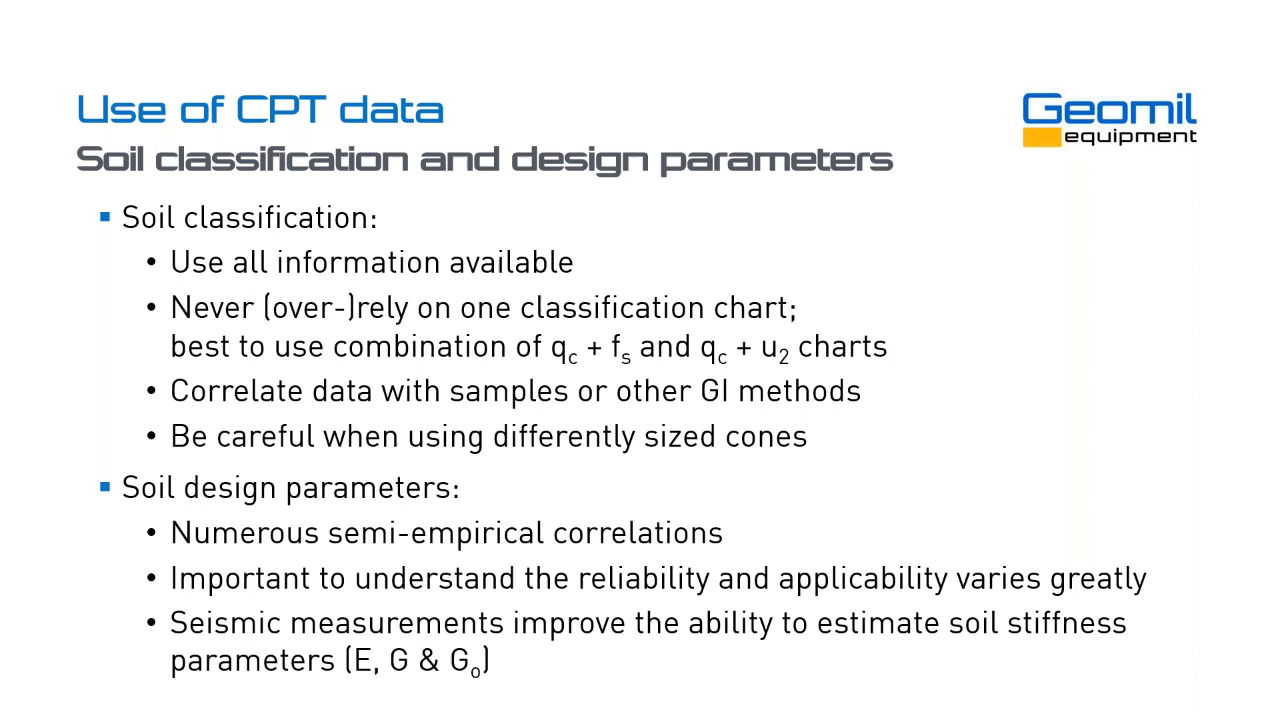 Use of CPT data
Geomil
equipment
Soil classification and design parameters
▪ Soil classification:
• Use all information available
• Never (over-)rely on one classification chart;
best to use combination of qc + fs and qc + u2 charts
• Correlate data with samples or other GI methods
• Be careful when using differently sized cones
▪ Soil design parameters:
• Numerous semi-empirical correlations
• Important to understand the reliability and applicability varies greatly
• Seismic measurements improve the ability to estimate soil stiffness
parameters (E, G & Go)